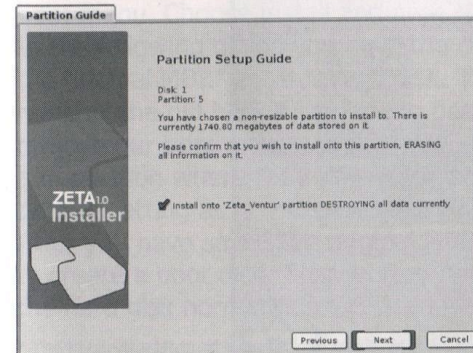 Partition Guide
Partition Setup Guide
Disk: 1
Partition: 5
You have chosen a non-resizable partition to install to. There is
currently 1740.80 megabytes of data stored on it.
Please confirm that you wish to install onto this partition, ERASING
all information on it.
ZETA1.0
Installer
Install onto 'Zeta_Ventur' partition DESTROYING all data currently
Previous
Next
Cancel